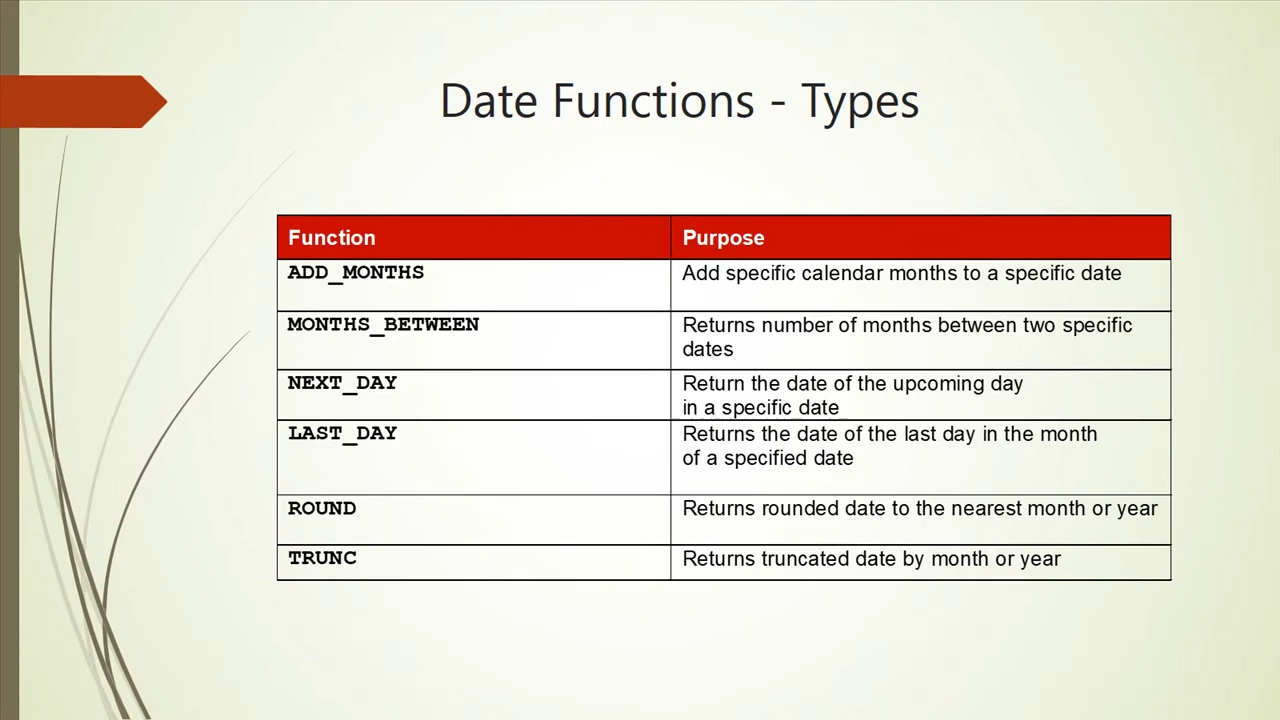 Date Functions - Types
Function
Purpose
ADD_MONTHS
Add specific calendar months to a specific date
MONTHS_BETWEEN
Returns number of months between two specific
dates
NEXT_DAY
Return the date of the upcoming day
in a specific date
LAST_DAY
Returns the date of the last day in the month
of a specified date
ROUND
Returns rounded date to the nearest month or year
TRUNC
Returns truncated date by month or year